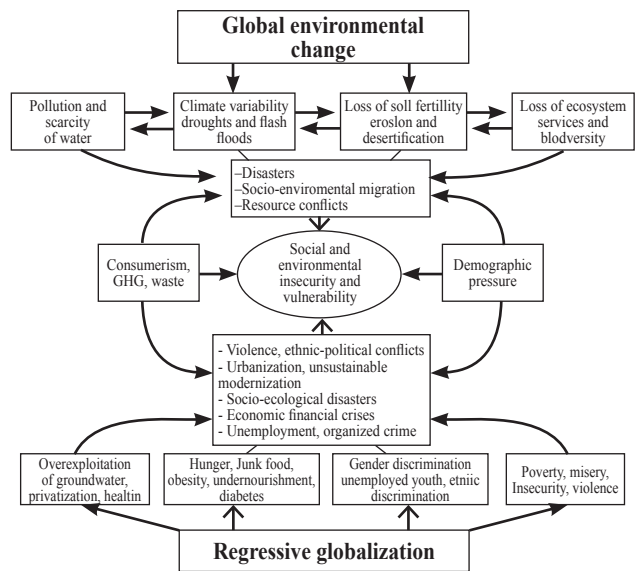 Global environmental
change
Pollution and
scarcity
of water
Climate variability
droughts and flash
floods
Loss of soil fertillity
eroslon and
desertification
Loss of ecosystem
services and
blodversity
–Disasters
–Socio-enviromental migration
–Resource conflicts
Consumerism,
GHG, waste
Social and
environmental
insecurity and
vulnerability
Demographic
pressure
- Violence, ethnic-political conflicts
- Urbanization, unsustainable
modernization
- Socio-ecological disasters
- Economic financial crises
- Unemployment, organized crime
Overexploitation
of groundwater,
privatization, healtin
Hunger, Junk food,
obesity, undernourishment,
diabetes
Gender discrimination
unemployed youth, etniic
discrimination
Poverty, misery,
Insecurity, violence
Regressive globalization